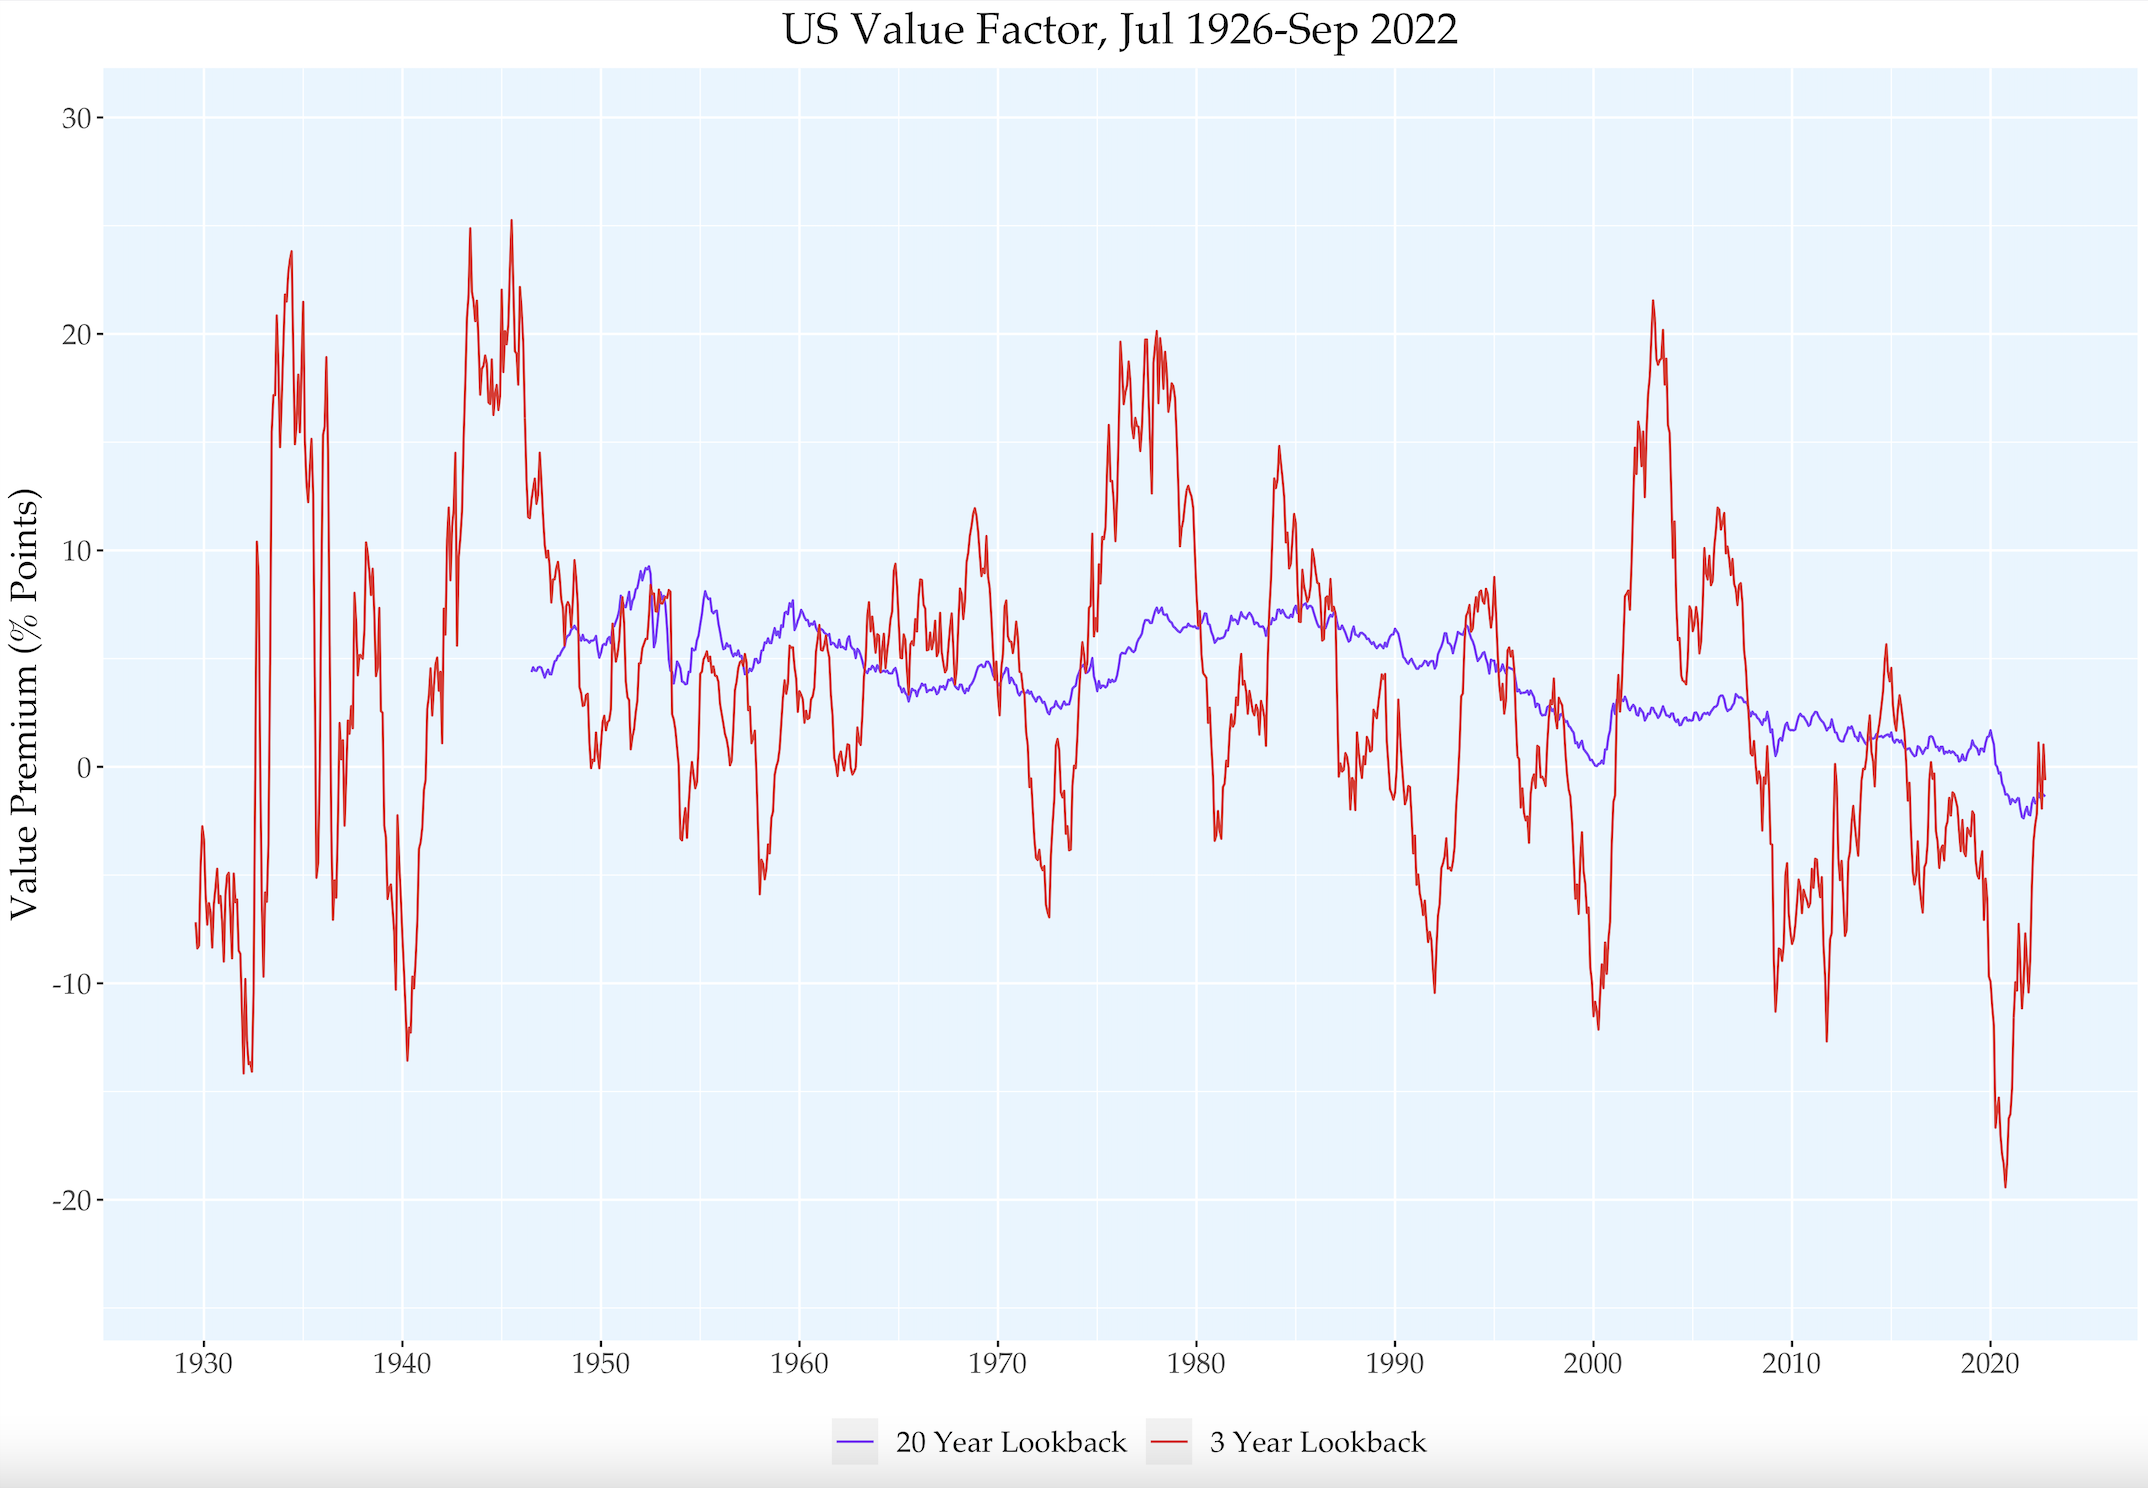 US Value Factor, Jul 1926-Sep 2022
Value Premium (% Points)
30
20
10
0
-10
-20
1930 1940 1950 1960 1970 1980 1990 2000 2010 2020
20 Year Lookback 3 Year Lookback